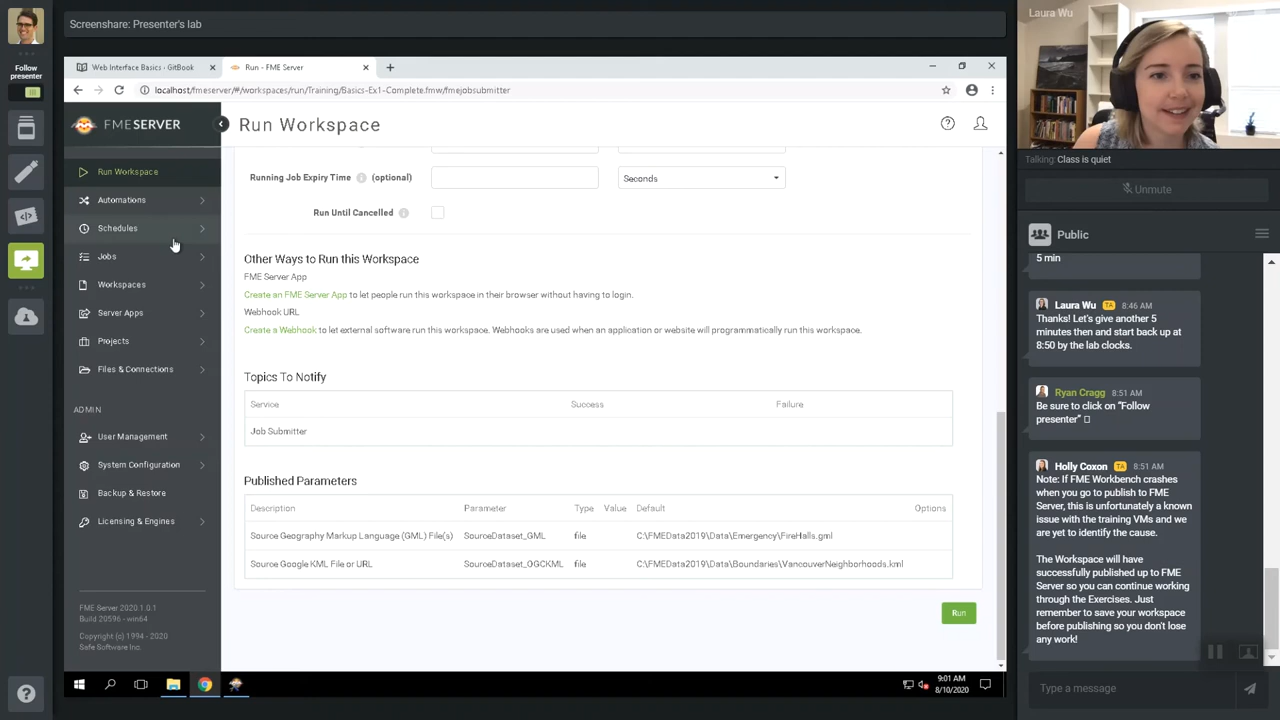 Screenshare: Presenter's lab
Laura Wu
Follow
presenter
Web Interface Basics - GitBook
Run - FME Server
localhost/fmeserver/#/workspaces/run/Training/Basics-Ex1-Complete.fmw/fmejobsubmitter
FMESERVER
Run Workspace
Run Workspace
Automations
Schedules
Jobs
Workspaces
Server Apps
Projects
Files & Connections
ADMIN
User Management
System Configuration
Backup & Restore
Licensing & Engines
FME Server 2020.1.0.1
Build 20596 - win64
Copyright (c) 1994 - 2020
Safe Software Inc.
Running Job Expiry Time (optional)
Seconds
Run Until Cancelled
Other Ways to Run this Workspace
FME Server App
Create an FME Server App to let people run this workspace in their browser without having to login.
Webhook URL
Create a Webhook to let external software run this workspace. Webhooks are used when an application or website will programmatically run this workspace.
Topics To Notify
Service Success Failure
Job Submitter
Published Parameters
Description Parameter Type Value Default Options
Source Geography Markup Language (GML) File(s) SourceDataset_GML file C:\FMEData2019\Data\Emergency\FireHalls.gml
Source Google KML File or URL SourceDataset_OGCKML file C:\FMEData2019\Data\Boundaries\VancouverNeighborhoods.kml
Run
9:01 AM
8/10/2020
Talking: Class is quiet
Unmute
Public
5 min
Laura Wu TA 8:46 AM
Thanks! Let's give another 5
minutes then and start back up at
8:50 by the lab clocks.
Ryan Cragg 8:51 AM
Be sure to click on “Follow
presenter”
Holly Coxon TA 8:51 AM
Note: If FME Workbench crashes
when you go to publish to FME
Server, this is unfortunately a known
issue with the training VMs and we
are yet to identify the cause.
The Workspace will have
successfully published up to FME
Server so you can continue working
through the Exercises. Just
remember to save your workspace
before publishing so you don't lose
any work!
Type a message